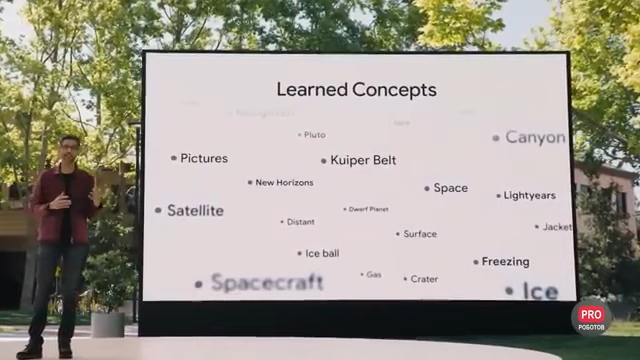 Learned Concepts
Pluto
Canyon
Pictures
Kuiper Belt
New Horizons
Space
Lightyears
Satellite
Dwarf Planet
Distant
Jacket
Surface
Ice ball
Freezing
Gas
Crater
Spacecraft
Ice
PRO
РОБОТОВ